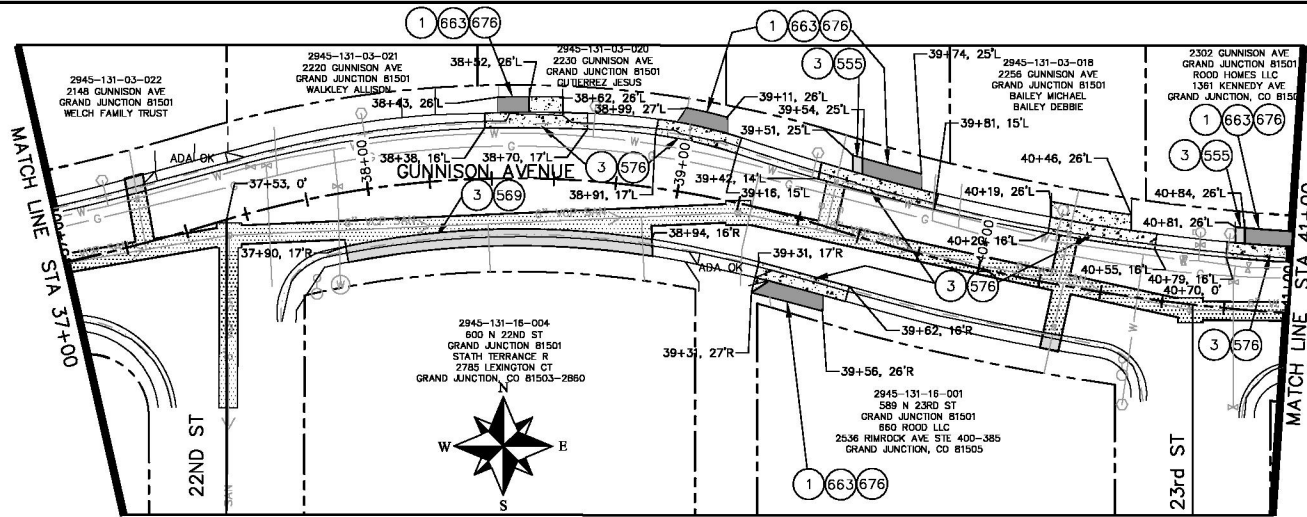 1 663 676
1 663 676
2945-131-03-021
2220 GUNNISON AVE
GRAND JUNCTION 81501
WALKLEY ALLISON
2945-131-03-020
2230 GUNNISON AVE
GRAND JUNCTION 81501
GUTIERREZ JESUS
2945-131-03-022
2148 GUNNISON AVE
GRAND JUNCTION 81501
WELCH FAMILY TRUST
38+52, 26'L
38+43, 26'L
38+62, 26'L
38+99, 27'L
39+11, 26'L
3 555
39+74, 25'L
39+54, 25'L
39+51, 25'L
2945-131-03-018
2256 GUNNISON AVE
GRAND JUNCTION 81501
BAILEY MICHAEL
BAILEY DEBBIE
2302 GUNNISON AVE
GRAND JUNCTION 81501
ROOD HOMES LLC
1361 KENNEDY AVE
GRAND JUNCTION, CO 8150
1 663 676
3 555
39+81, 15'L
40+46, 26'L
40+19, 26'L
40+84, 26'L
40+81, 26'L
MATCH LINE STA 37+00
ADA OK
37+53, 0'
38+00
38+38, 16'L
38+70, 17'L
3 576
GUNNISON AVENUE
3 569
38+91, 17'L
39+00
39+42, 14'L
39+16, 15'L
40+20, 16'L
40+00
40+55, 16'L
40+79, 16'L
40+70, 0'
37+90, 17'R
38+94, 16'R
ADA OK
39+31, 17'R
3 576
3 576
39+62, 16'R
39+31, 27'R
39+56, 26'R
2945-131-16-004
600 N 22ND ST
GRAND JUNCTION 81501
STATH TERRANCE R
2785 LEXINGTON CT
GRAND JUNCTION, CO 81503-2860
2945-131-16-001
589 N 23RD ST
GRAND JUNCTION 81501
660 ROOD LLC
2536 RIMROCK AVE STE 400-385
GRAND JUNCTION, CO 81505
1 663 676
N
W E
S
22ND ST
SAN
23rd ST
MATCH LINE STA 41+00